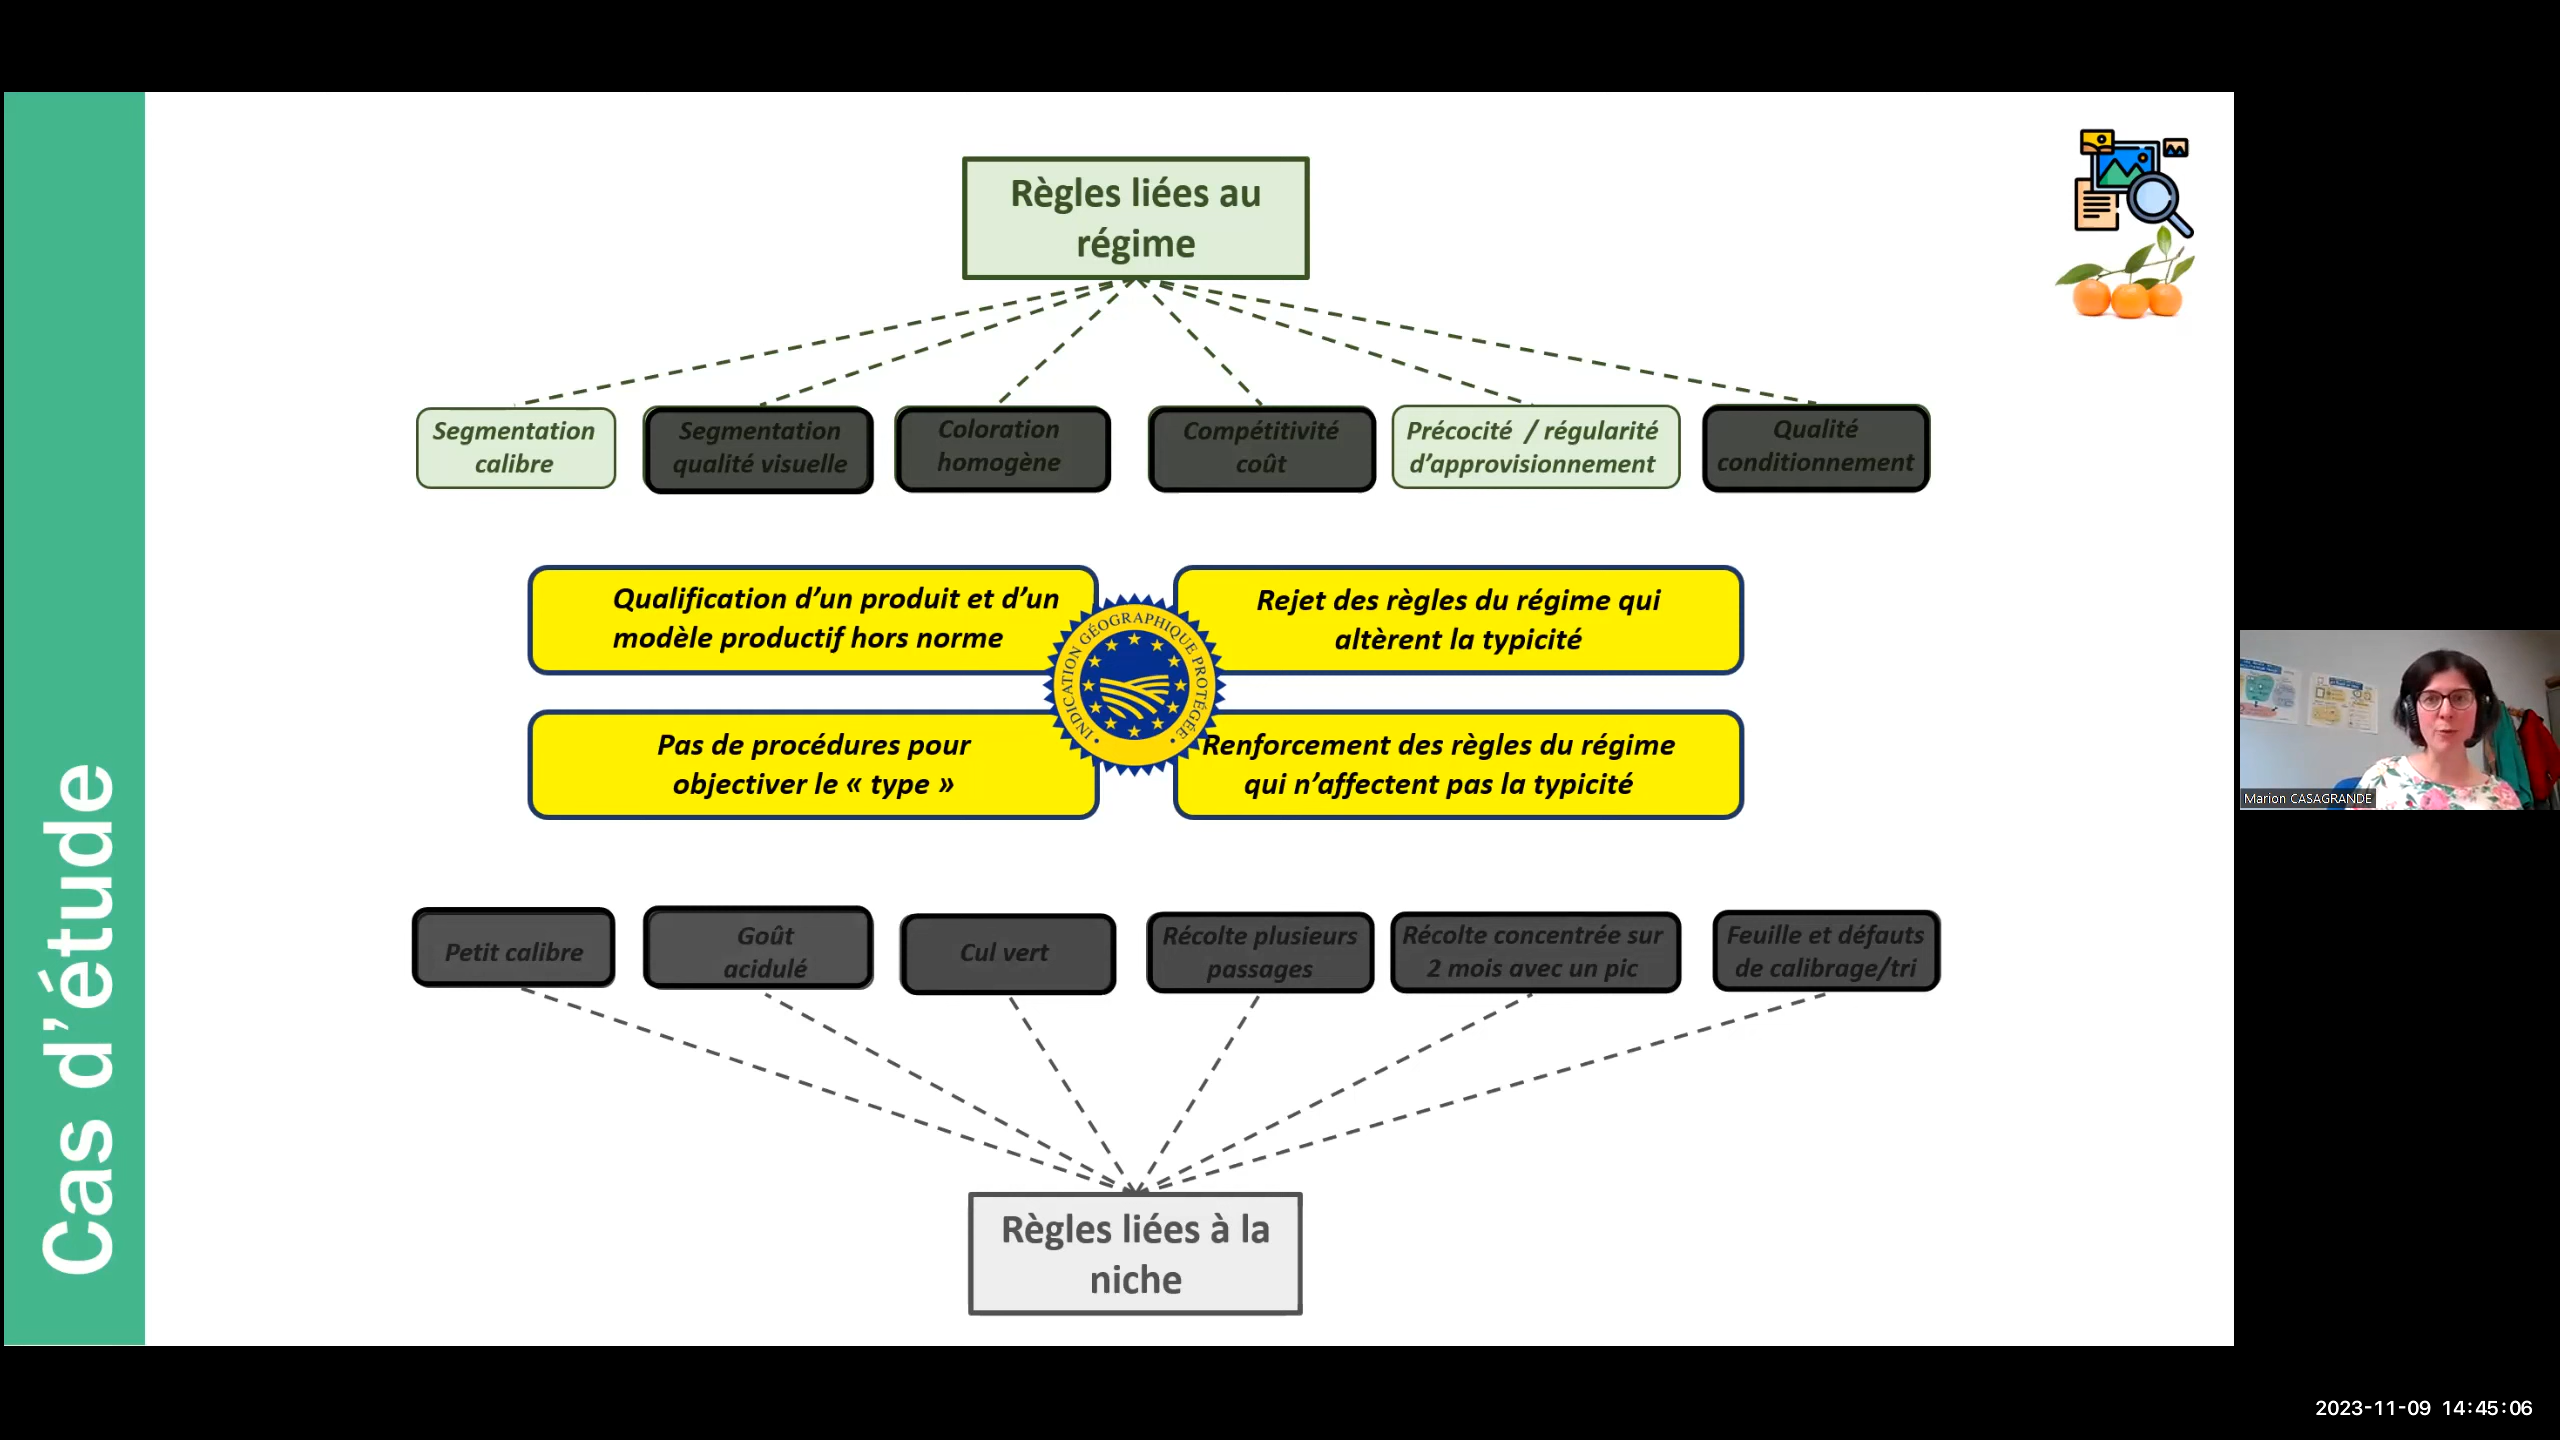 Cas d'étude
Règles liées au
régime
Segmentation
calibre
Segmentation
qualité visuelle
Coloration
homogène
Compétitivité
coût
Précocité / régularité
d'approvisionnement
Qualité
conditionnement
Qualification d'un produit et d'un
modèle productif hors norme
Rejet des règles du régime qui
altèrent la typicité
INDICATION GÉOGRAPHIQUE PROTÉGÉE
Pas de procédures pour
objectiver le « type »
Renforcement des règles du régime
qui n'affectent pas la typicité
Petit calibre
Goût
acidulé
Cul vert
Récolte plusieurs
passages
Récolte concentrée sur
2 mois avec un pic
Feuille et défauts
de calibrage/tri
Règles liées à la
niche
Marion CASAGRANDE
2023-11-09 14:45:06